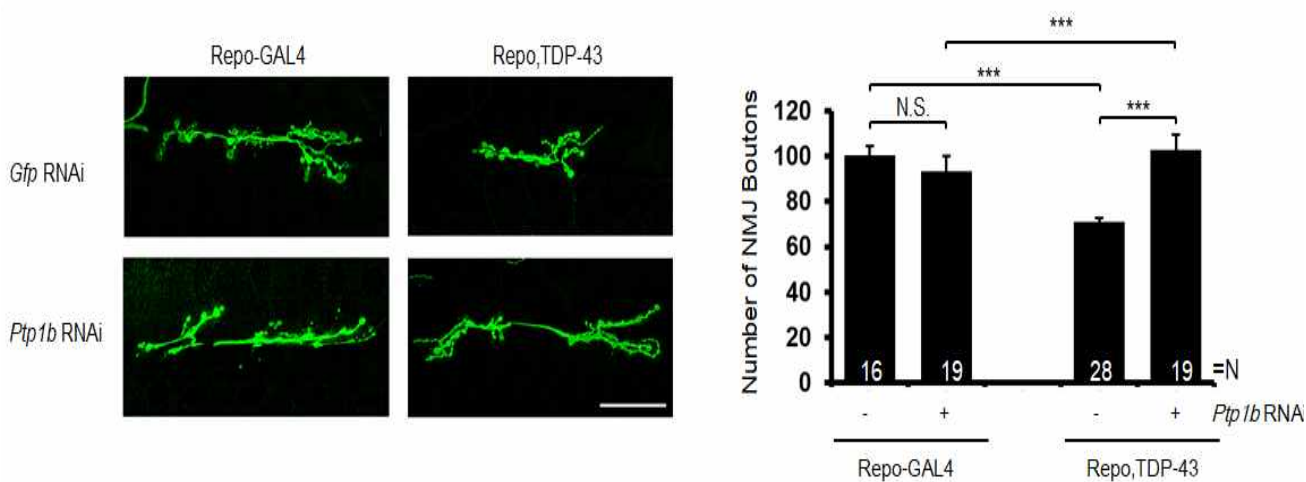 Repo-GAL4
Repo,TDP-43
Gfp RNAi
Ptp1b RNAi
***
***
N.S.
***
Number of NMJ Boutons
120
100
80
60
40
20
0
16
19
28
19
=N
-
+
-
+
Ptp1b RNAi
Repo-GAL4
Repo,TDP-43